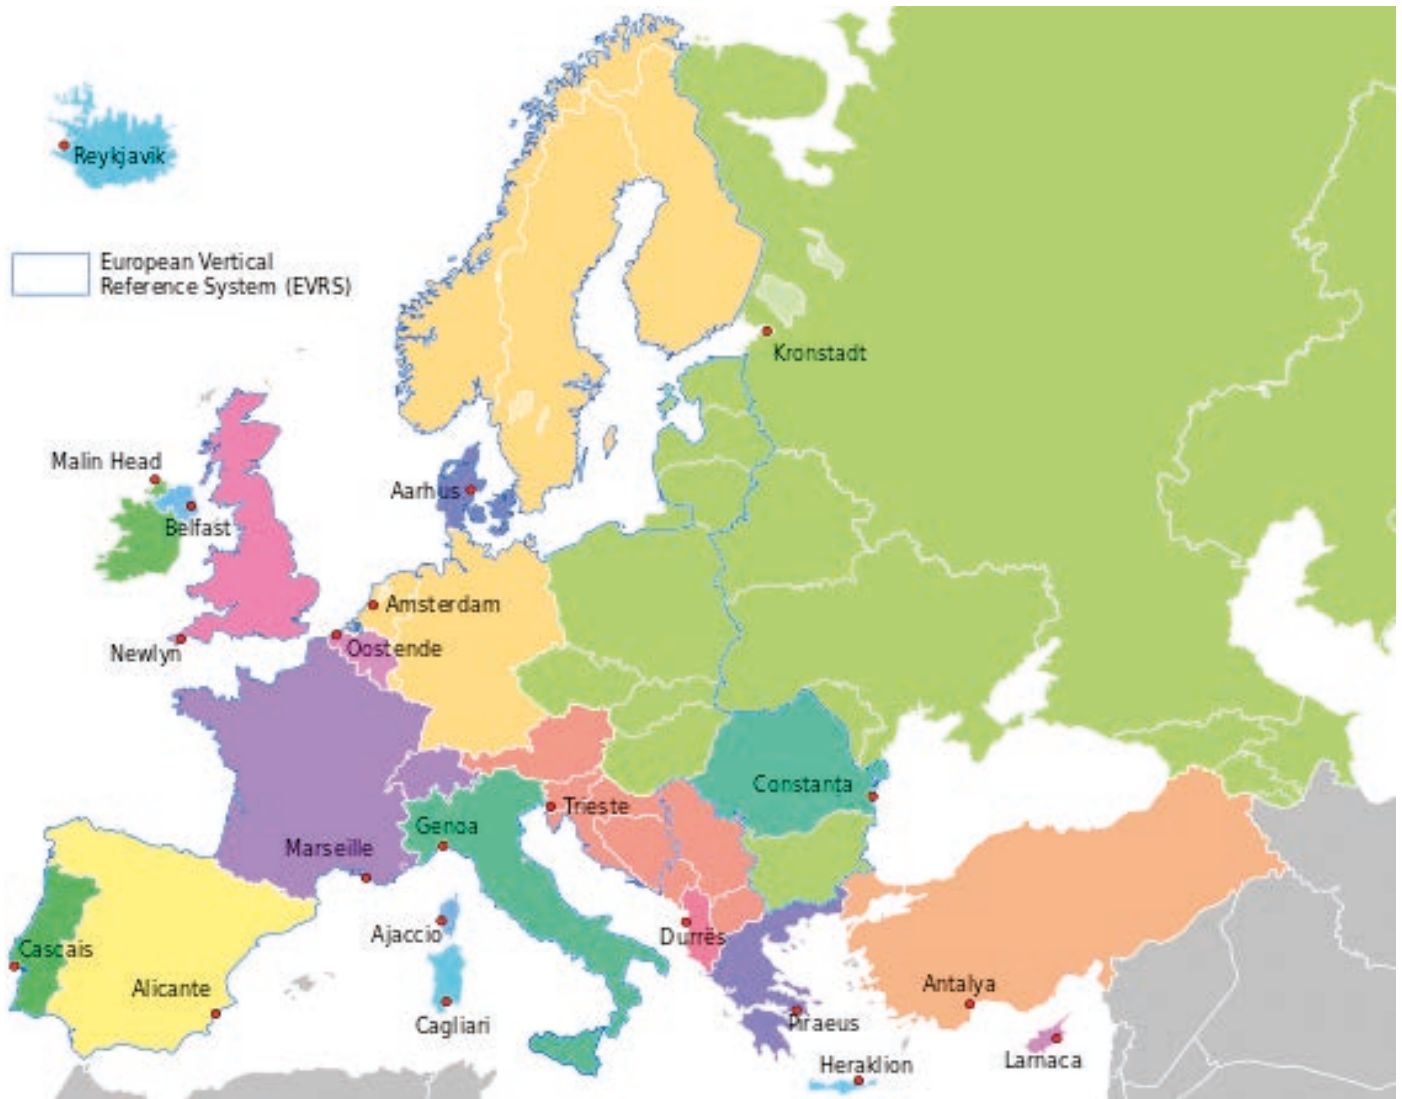 Reykjavik
European Vertical
Reference System (EVRS)
Kronstadt
Malin Head
Aarhus
Belfast
Amsterdam
Newlyn
Oostende
Constanța
Trieste
Genoa
Marseille
Ajaccio
Durrës
Cascais
Alicante
Antalya
Cagliari
Piraeus
Heraklion
Larnaca